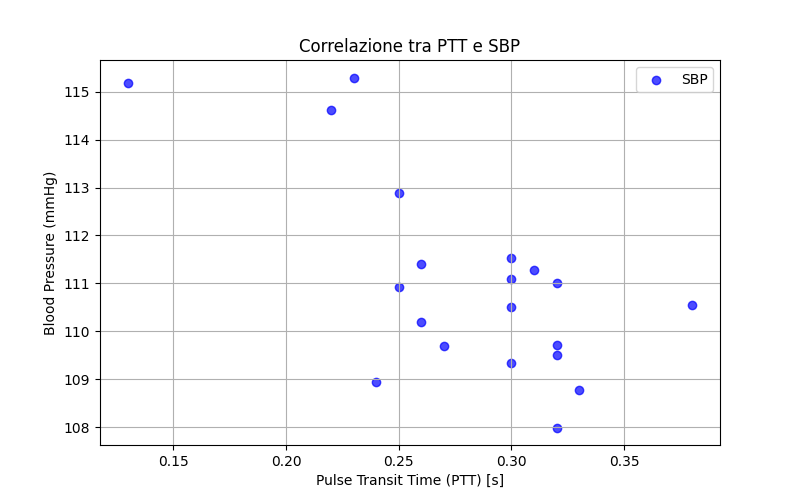 Correlazione tra PTT e SBP
SBP
115
114
113
112
111
110
109
108
Blood Pressure (mmHg)
0.15 0.20 0.25 0.30 0.35
Pulse Transit Time (PTT) [s]